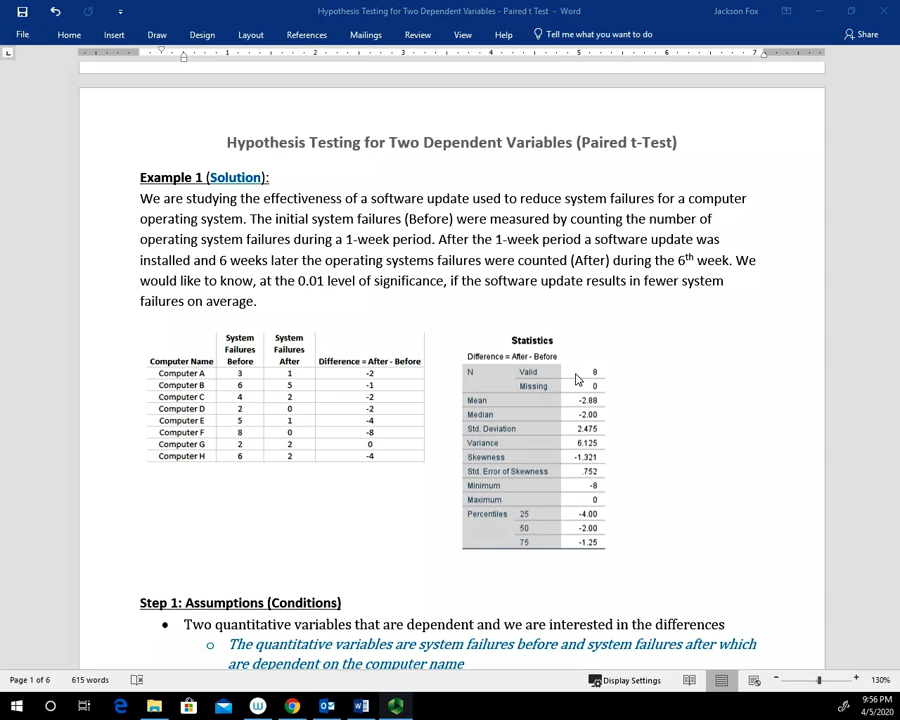 Hypothesis Testing for Two Dependent Variables - Paired t Test - Word
Jackson Fox
File Home Insert Draw Design Layout References Mailings Review View Help Tell me what you want to do Share
1 2 3 4 5 6 7
Hypothesis Testing for Two Dependent Variables (Paired t-Test)
Example 1 (Solution):
We are studying the effectiveness of a software update used to reduce system failures for a computer
operating system. The initial system failures (Before) were measured by counting the number of
operating system failures during a 1-week period. After the 1-week period a software update was
installed and 6 weeks later the operating systems failures were counted (After) during the 6th week. We
would like to know, at the 0.01 level of significance, if the software update results in fewer system
failures on average.
System System
Failures Failures
Computer Name Before After Difference = After - Before
Computer A 3 1 -2
Computer B 6 5 -1
Computer C 4 2 -2
Computer D 2 0 -2
Computer E 5 1 -4
Computer F 8 0 -8
Computer G 2 2 0
Computer H 6 2 -4
Statistics
Difference = After - Before
N Valid 8
Missing 0
Mean -2.88
Median -2.00
Std. Deviation 2.475
Variance 6.125
Skewness -1.321
Std. Error of Skewness .752
Minimum -8
Maximum 0
Percentiles 25 -4.00
50 -2.00
75 -1.25
Step 1: Assumptions (Conditions)
• Two quantitative variables that are dependent and we are interested in the differences
o The quantitative variables are system failures before and system failures after which
are dependent on the computer name
Page 1 of 6 615 words Display Settings 130%
9:56 PM
4/5/2020